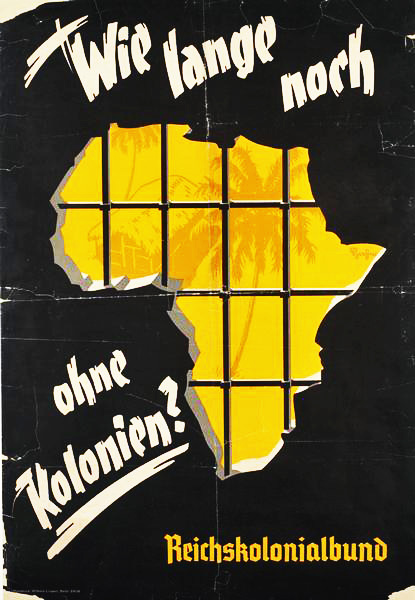 Wie lange
noch
ohne
Kolonien?
Reichskolonialbund